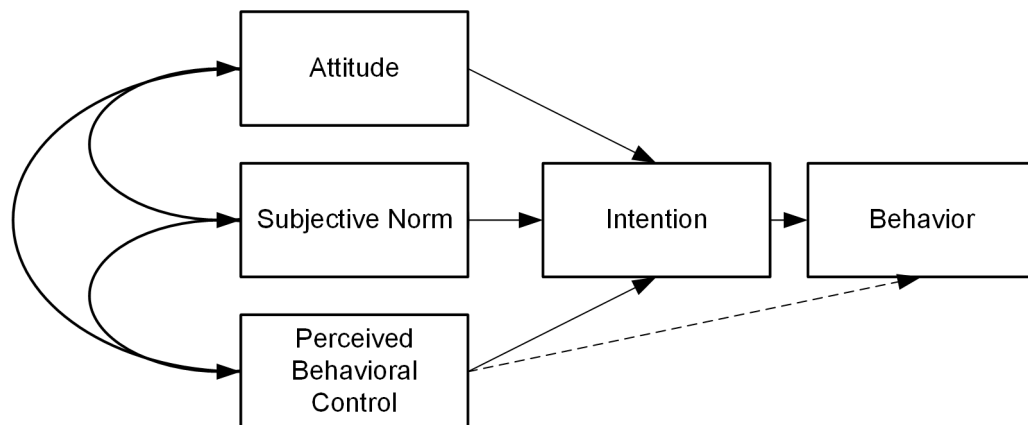 Attitude
Subjective Norm
Intention
Behavior
Perceived
Behavioral
Control